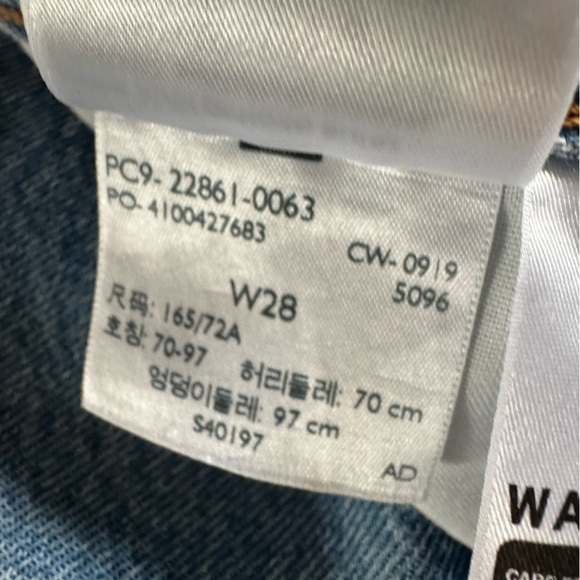 PC9-22861-0063
PO-4100427683
CW-0919
5096
W28
尺码: 165/72A
호칭: 70-97
허리둘레: 70 cm
엉덩이둘레: 97 cm
S40197
AD
WA